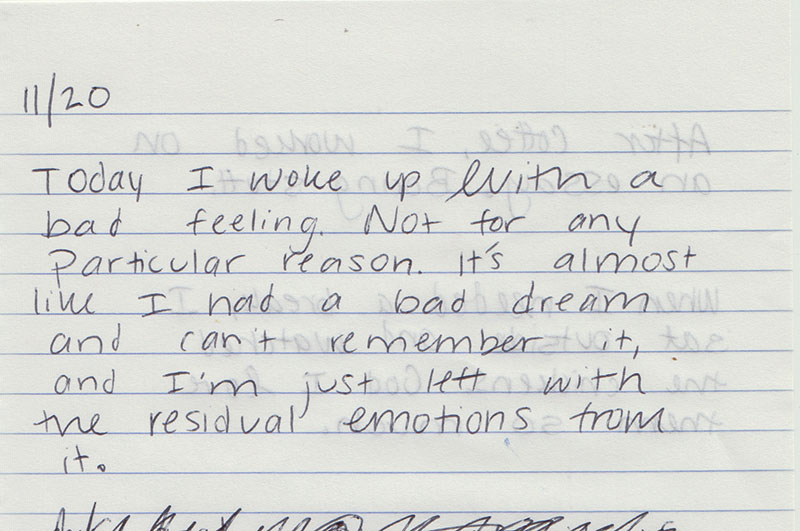 11/20
Today I woke up with a
bad feeling. Not for any
particular reason. It's almost
like I had a bad dream
and can't remember it,
and I'm just left with
the residual emotions from
it.